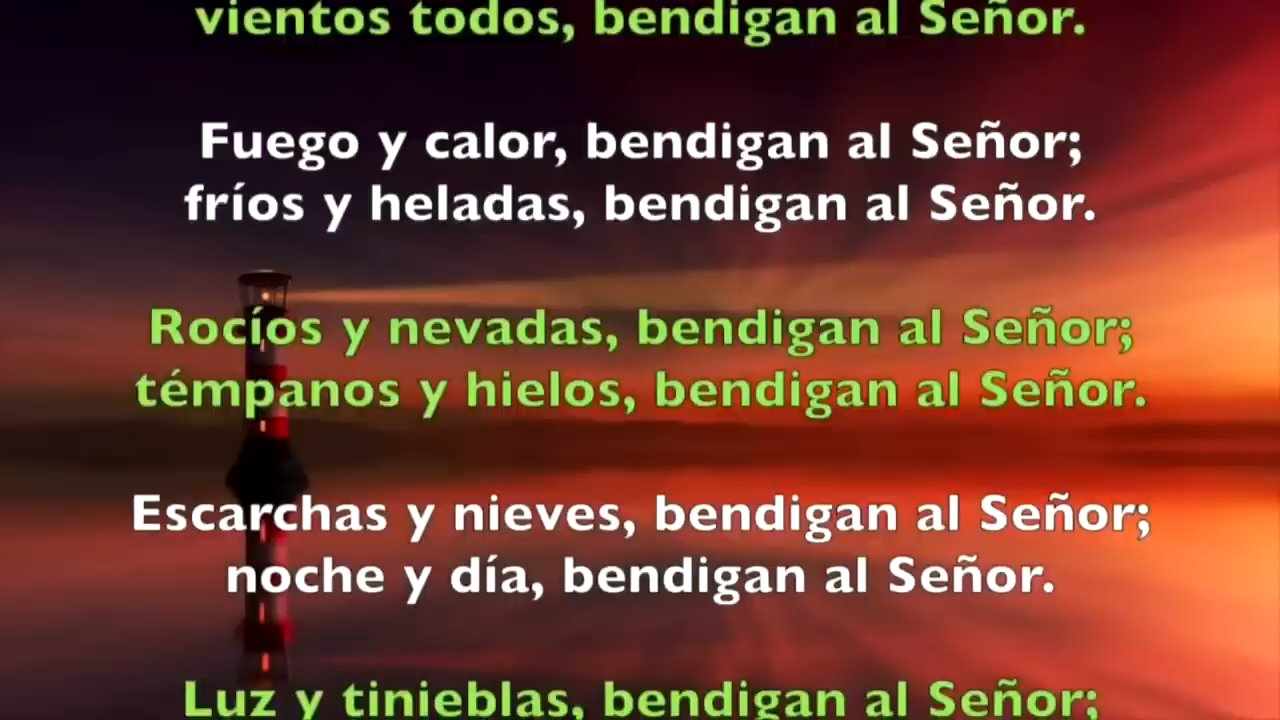 vientos todos, bendigan al Señor.
Fuego y calor, bendigan al Señor;
fríos y heladas, bendigan al Señor.
Rocíos y nevadas, bendigan al Señor;
témpanos y hielos, bendigan al Señor.
Escarchas y nieves, bendigan al Señor;
noche y día, bendigan al Señor.
Luz y tinieblas, bendigan al Señor;